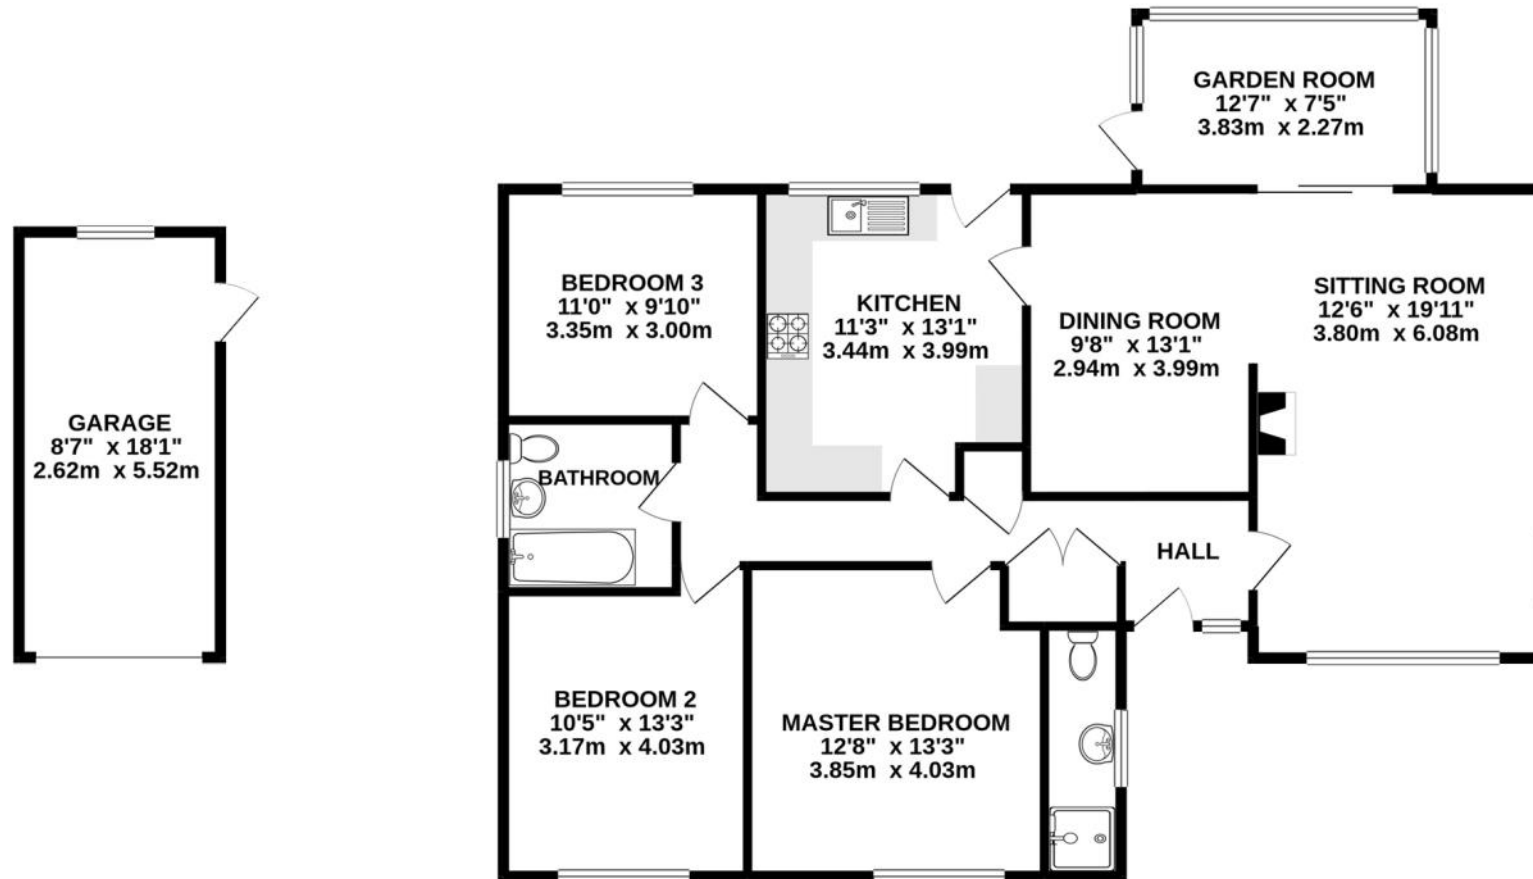 GARDEN ROOM
12'7" x 7'5"
3.83m x 2.27m
BEDROOM 3
11'0" x 9'10"
3.35m x 3.00m
KITCHEN
11'3" x 13'1"
3.44m x 3.99m
DINING ROOM
9'8" x 13'1"
2.94m x 3.99m
SITTING ROOM
12'6" x 19'11"
3.80m x 6.08m
GARAGE
8'7" x 18'1"
2.62m x 5.52m
BATHROOM
HALL
BEDROOM 2
10'5" x 13'3"
3.17m x 4.03m
MASTER BEDROOM
12'8" x 13'3"
3.85m x 4.03m